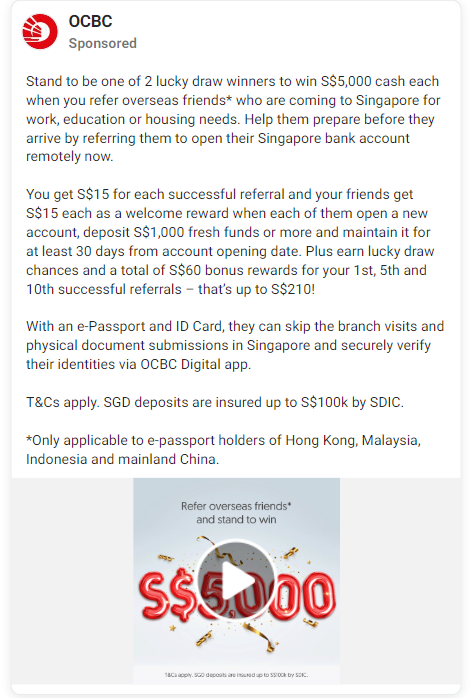 OCBC
Sponsored
Stand to be one of 2 lucky draw winners to win S$5,000 cash each
when you refer overseas friends* who are coming to Singapore for
work, education or housing needs. Help them prepare before they
arrive by referring them to open their Singapore bank account
remotely now.
You get S$15 for each successful referral and your friends get
S$15 each as a welcome reward when each of them open a new
account, deposit S$1,000 fresh funds or more and maintain it for
at least 30 days from account opening date. Plus earn lucky draw
chances and a total of S$60 bonus rewards for your 1st, 5th and
10th successful referrals – that's up to S$210!
With an e-Passport and ID Card, they can skip the branch visits and
physical document submissions in Singapore and securely verify
their identities via OCBC Digital app.
T&Cs apply. SGD deposits are insured up to S$100k by SDIC.
*Only applicable to e-passport holders of Hong Kong, Malaysia,
Indonesia and mainland China.
Refer overseas friends*
and stand to win
S$5,000
T&Cs apply. SGD deposits are insured up to S$100k by SDIC.